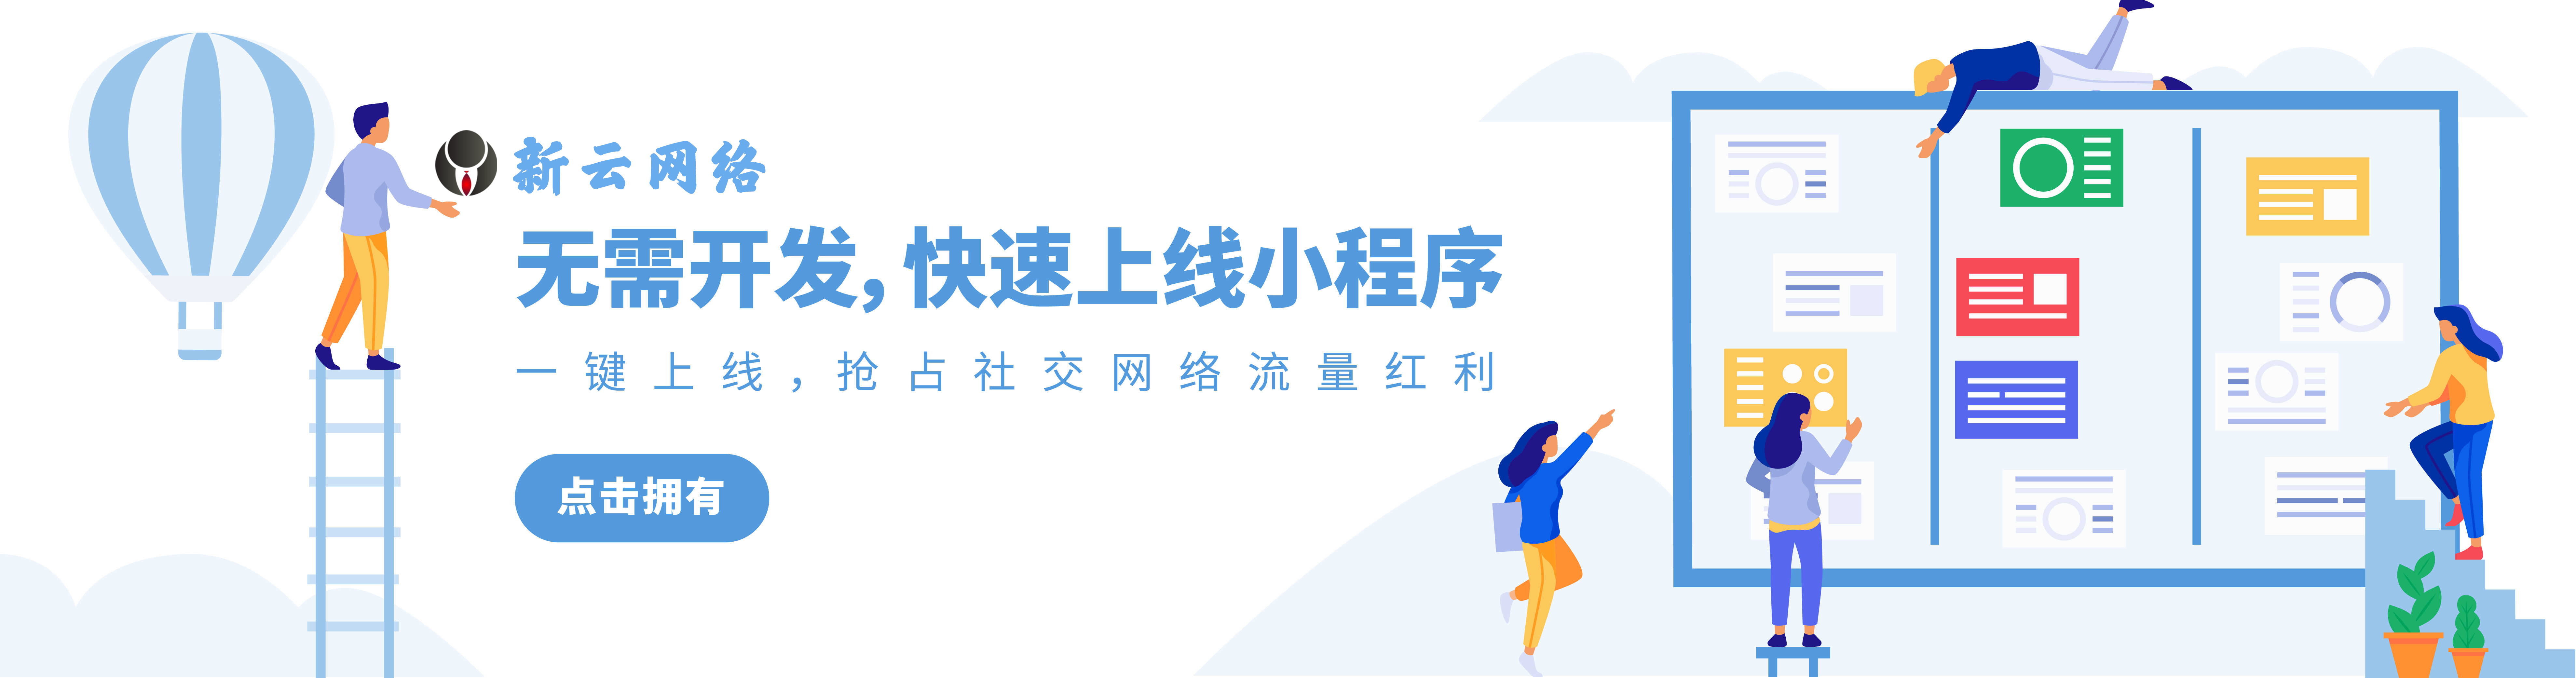 新云网络
无需开发,快速上线小程序
一键上线,抢占社交网络流量红利
点击拥有